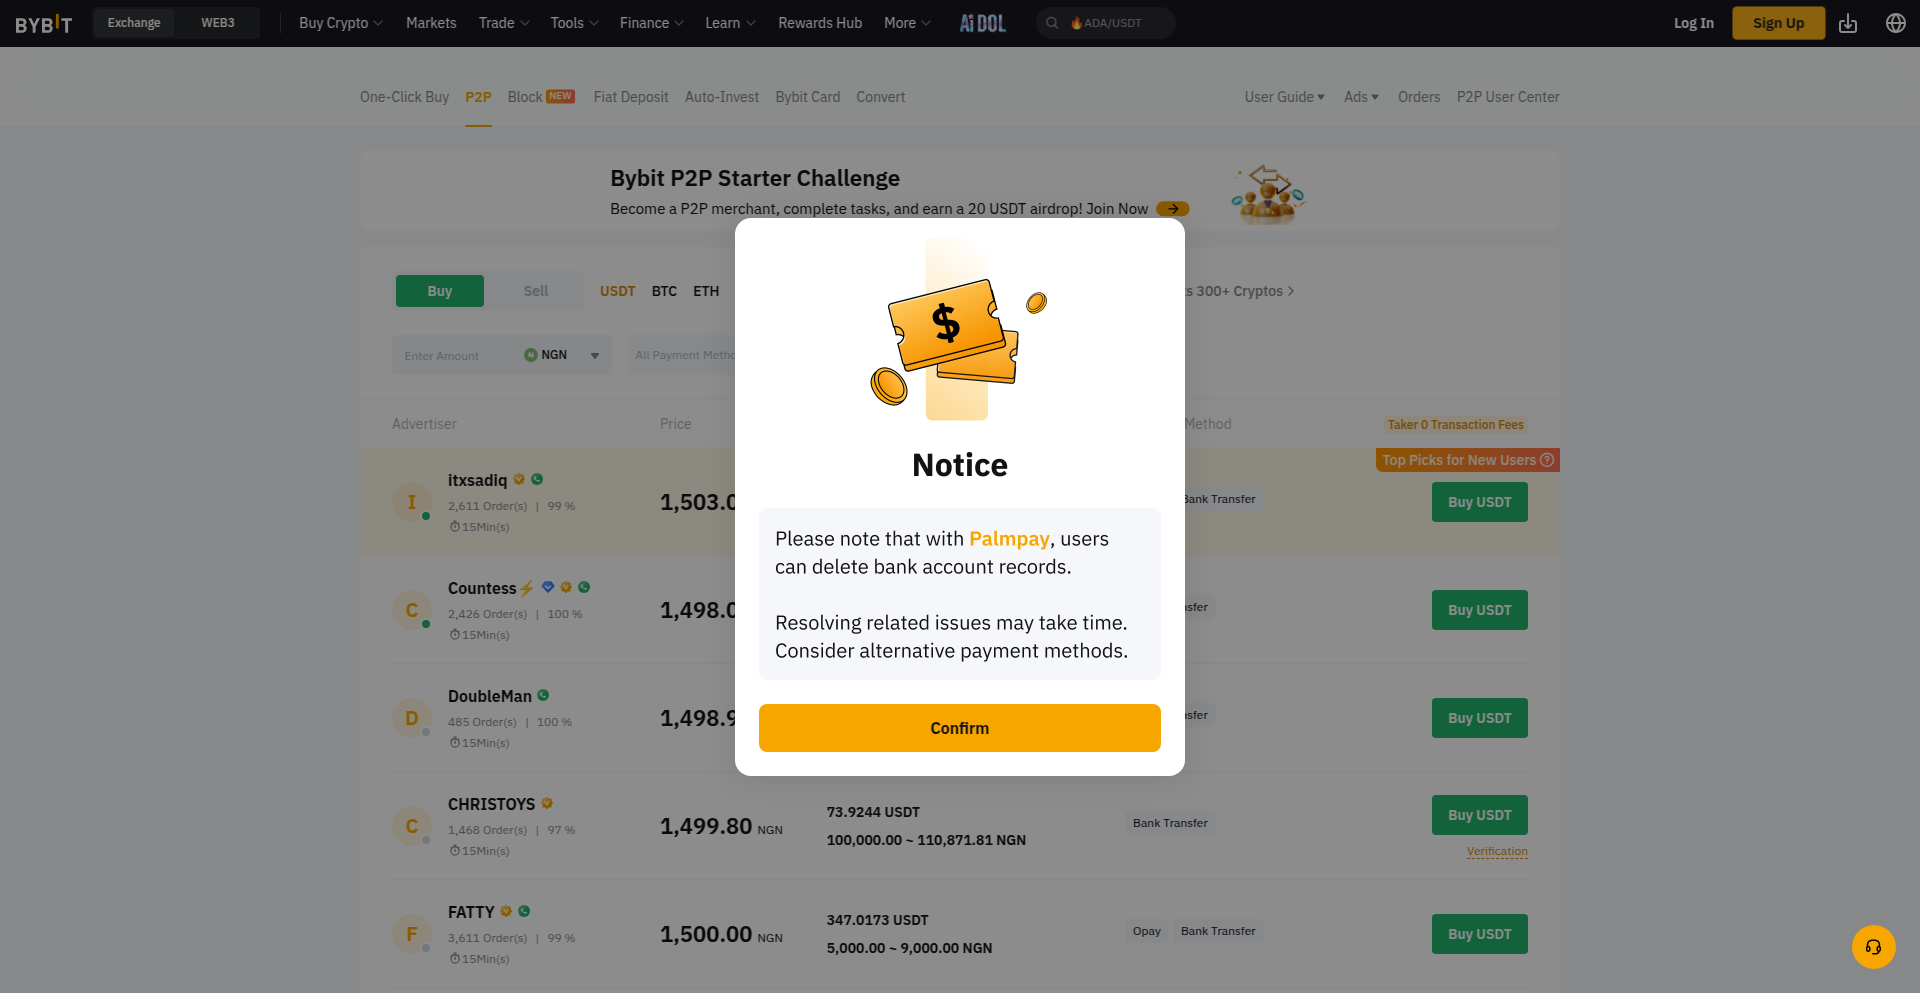 BYBIT Exchange WEB3 Buy Crypto Markets Trade Tools Finance Learn Rewards Hub More AiDOL ADA/USDT Log In Sign Up
One-Click Buy P2P Block NEW Fiat Deposit Auto-Invest Bybit Card Convert User Guide Ads Orders P2P User Center
Bybit P2P Starter Challenge
Become a P2P merchant, complete tasks, and earn a 20 USDT airdrop! Join Now
Buy Sell USDT BTC ETH 300+ Cryptos
Enter Amount NGN All Payment
Advertiser Price Method Taker 0 Transaction Fees
Top Picks for New Users
I itxsadiq
2,611 Order(s) | 99 %
15Min(s)
1,503.0
Bank Transfer
Buy USDT
C Countess⚡
2,426 Order(s) | 100 %
15Min(s)
1,498.0
Buy USDT
D DoubleMan
485 Order(s) | 100 %
15Min(s)
1,498.9
Buy USDT
C CHRISTOYS
1,468 Order(s) | 97 %
15Min(s)
1,499.80 NGN
73.9244 USDT
100,000.00 ~ 110,871.81 NGN
Bank Transfer
Buy USDT
Verification
F FATTY
3,611 Order(s) | 99 %
15Min(s)
1,500.00 NGN
347.0173 USDT
5,000.00 ~ 9,000.00 NGN
Opay Bank Transfer
Buy USDT
$
Notice
Please note that with Palmpay, users
can delete bank account records.
Resolving related issues may take time.
Consider alternative payment methods.
Confirm